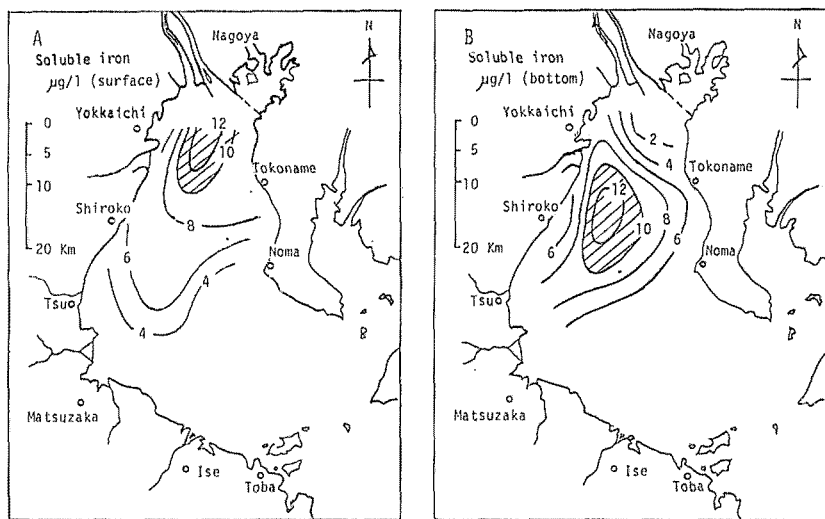 A
Soluble iron
µg/l (surface)
Nagoya
N
Yokkaichi
0
5
10
20 Km
12
10
Tokoname
Shiroko
8
6
4
Noma
Tsu
4
Matsuzaka
Ise
Toba
B
Soluble iron
µg/l (bottom)
Nagoya
N
Yokkaichi
0
5
10
20 Km
2
4
Tokoname
12
Shiroko
8
10
6
6
Noma
Tsu
Matsuzaka
Ise
Toba